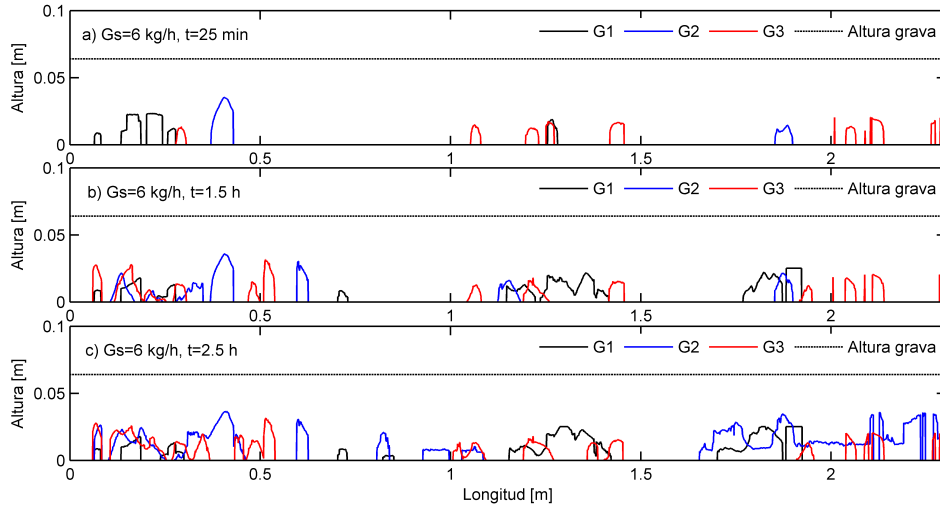 0.1
a) Gs=6 kg/h, t=25 min
G1 G2 G3 Altura grava
0.05
Altura [m]
0
0 0.5 1 1.5 2
0.1
b) Gs=6 kg/h, t=1.5 h
G1 G2 G3 Altura grava
0.05
Altura [m]
0
0 0.5 1 1.5 2
0.1
c) Gs=6 kg/h, t=2.5 h
G1 G2 G3 Altura grava
0.05
Altura [m]
0
0 0.5 1 1.5 2
Longitud [m]